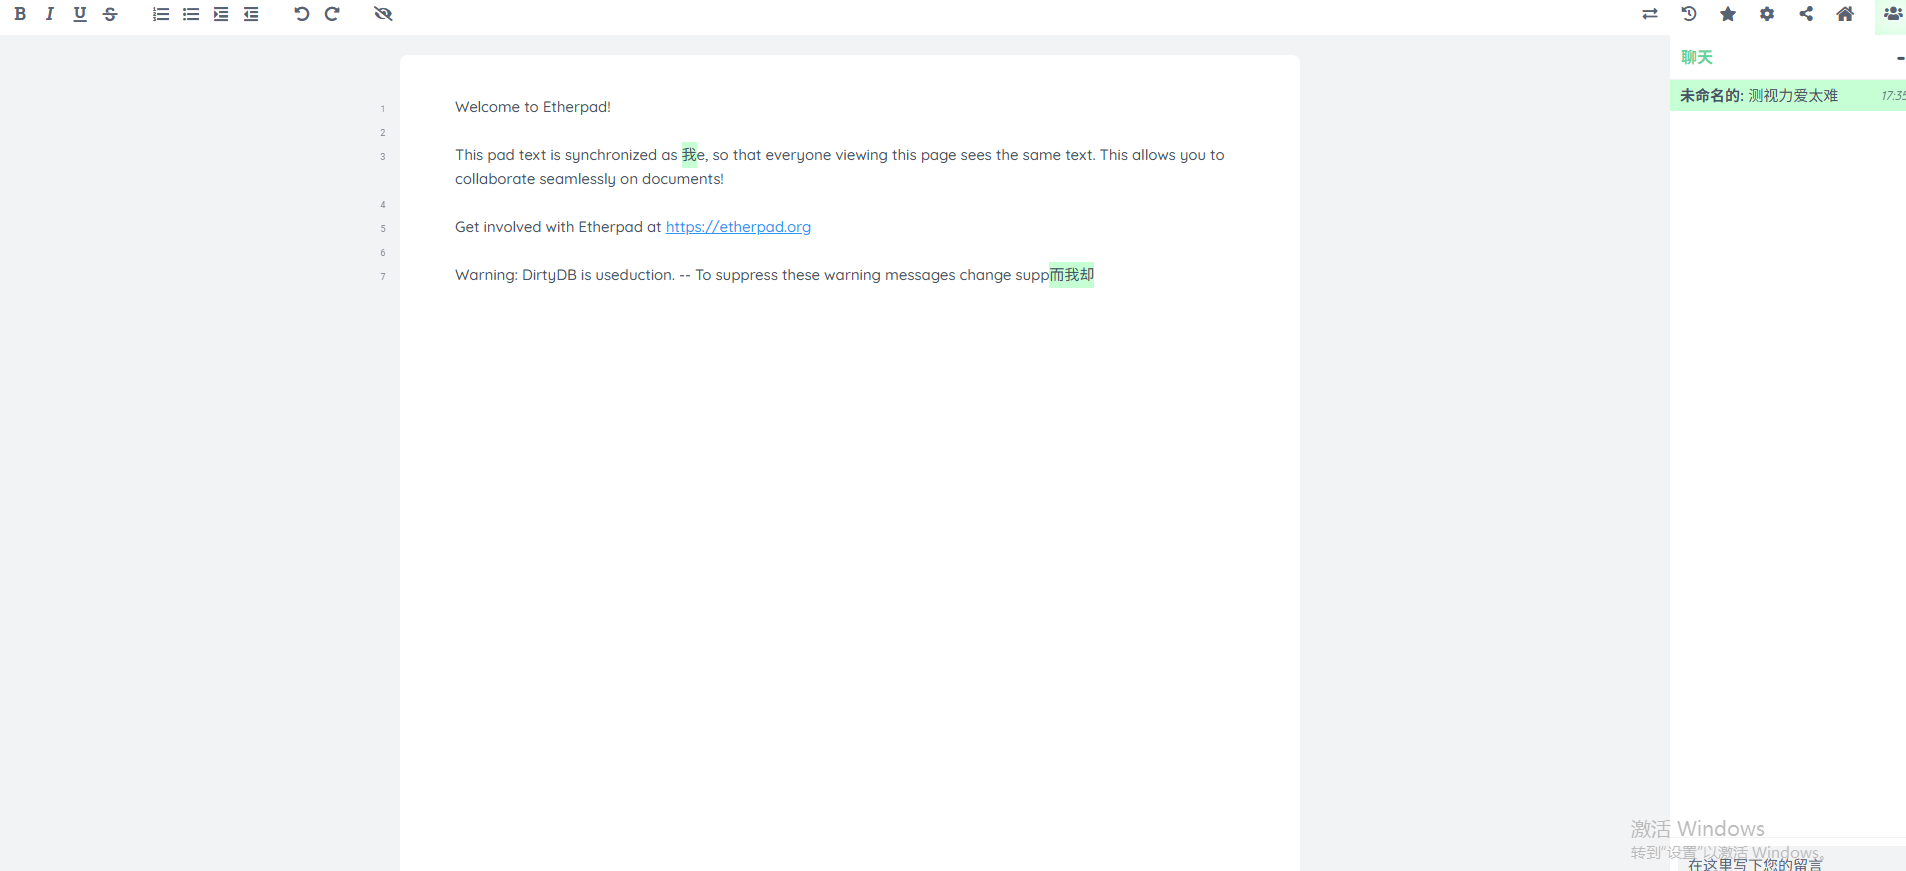 聊天
未命名的: 测视力爱太难 17:35
1 Welcome to Etherpad!
2
3 This pad text is synchronized as 我e, so that everyone viewing this page sees the same text. This allows you to
collaborate seamlessly on documents!
4
5 Get involved with Etherpad at https://etherpad.org
6
7 Warning: DirtyDB is useduction. -- To suppress these warning messages change supp而我却
激活 Windows
转到"设置"以激活 Windows。
在这里写下您的留言